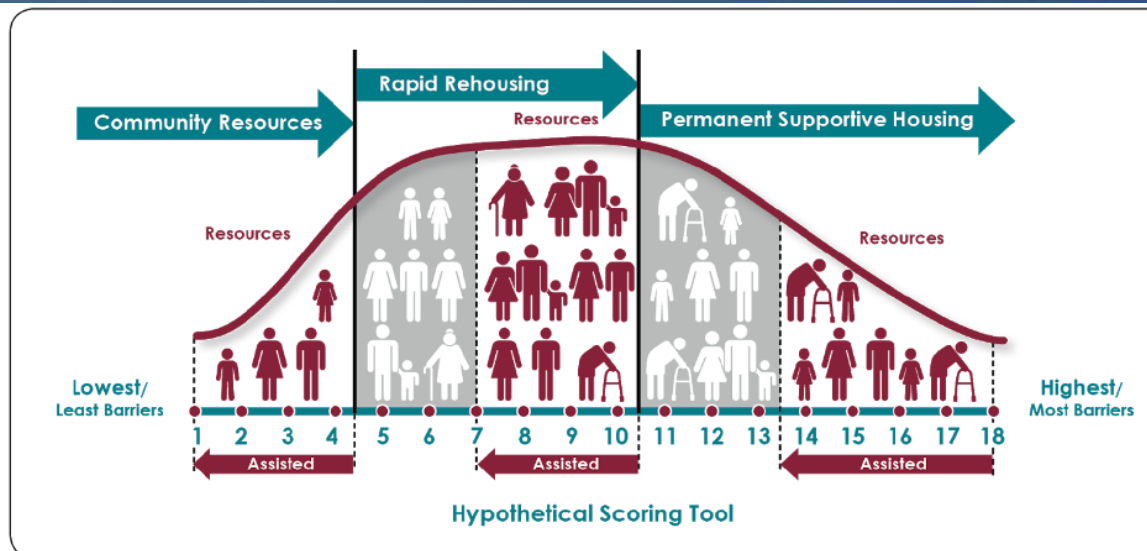 Rapid Rehousing
Community Resources
Resources
Permanent Supportive Housing
Resources
Resources
Lowest/
Least Barriers
Highest/
Most Barriers
1 2 3 4 5 6 7 8 9 10 11 12 13 14 15 16 17 18
Assisted Assisted Assisted
Hypothetical Scoring Tool